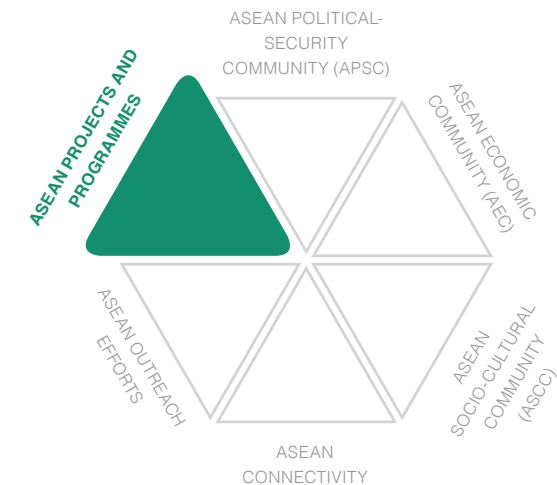 ASEAN POLITICAL-
SECURITY
COMMUNITY (APSC)
ASEAN PROJECTS AND
PROGRAMMES
ASEAN ECONOMIC
COMMUNITY (AEC)
ASEAN OUTREACH
EFFORTS
ASEAN
SOCIO-CULTURAL
COMMUNITY
(ASCC)
ASEAN
CONNECTIVITY